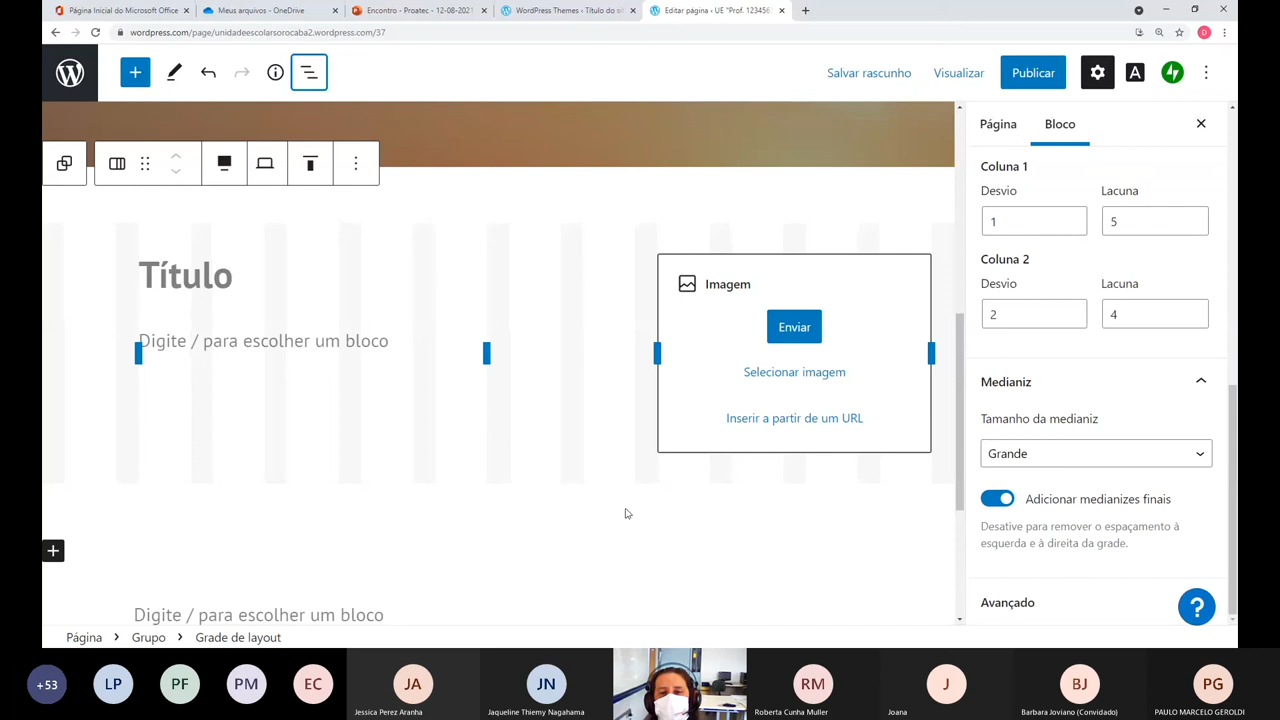 Página Inicial do Microsoft Office
Meus arquivos - OneDrive
Encontro - Proatec - 12-08-2021
WordPress Themes ‹ Título do si
Editar página ‹ UE "Prof. 123456
wordpress.com/page/unidadeescolarsorocaba2.wordpress.com/37
D
Salvar rascunho
Visualizar
Publicar
A
Página
Bloco
Coluna 1
Desvio
Lacuna
1
5
Coluna 2
Desvio
Lacuna
2
4
Medianiz
Tamanho da medianiz
Grande
Adicionar medianizes finais
Desative para remover o espaçamento à
esquerda e à direita da grade.
Avançado
?
Título
Digite / para escolher um bloco
Imagem
Enviar
Selecionar imagem
Inserir a partir de um URL
Digite / para escolher um bloco
Página
Grupo
Grade de layout
+53
LP
PF
PM
EC
JA
Jessica Perez Aranha
JN
Jaqueline Thiemy Nagahama
RM
Roberta Cunha Muller
J
Joana
BJ
Barbara Joviano (Convidado)
PG
PAULO MARCELO GEROLDI